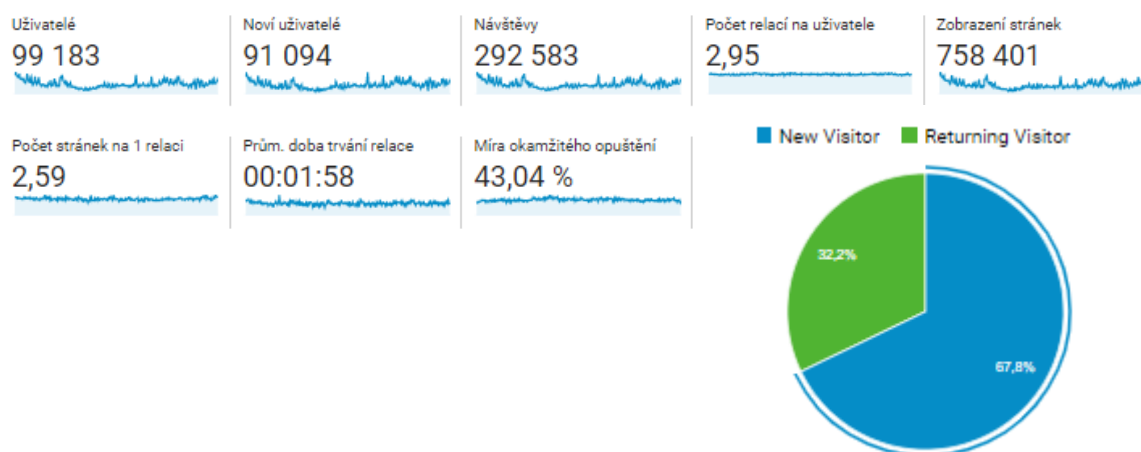 Uživatelé
99 183
Noví uživatelé
91 094
Návštěvy
292 583
Počet relací na uživatele
2,95
Zobrazení stránek
758 401
Počet stránek na 1 relaci
2,59
Prům. doba trvání relace
00:01:58
Míra okamžitého opuštění
43,04 %
New Visitor
Returning Visitor
32,2%
67,8%